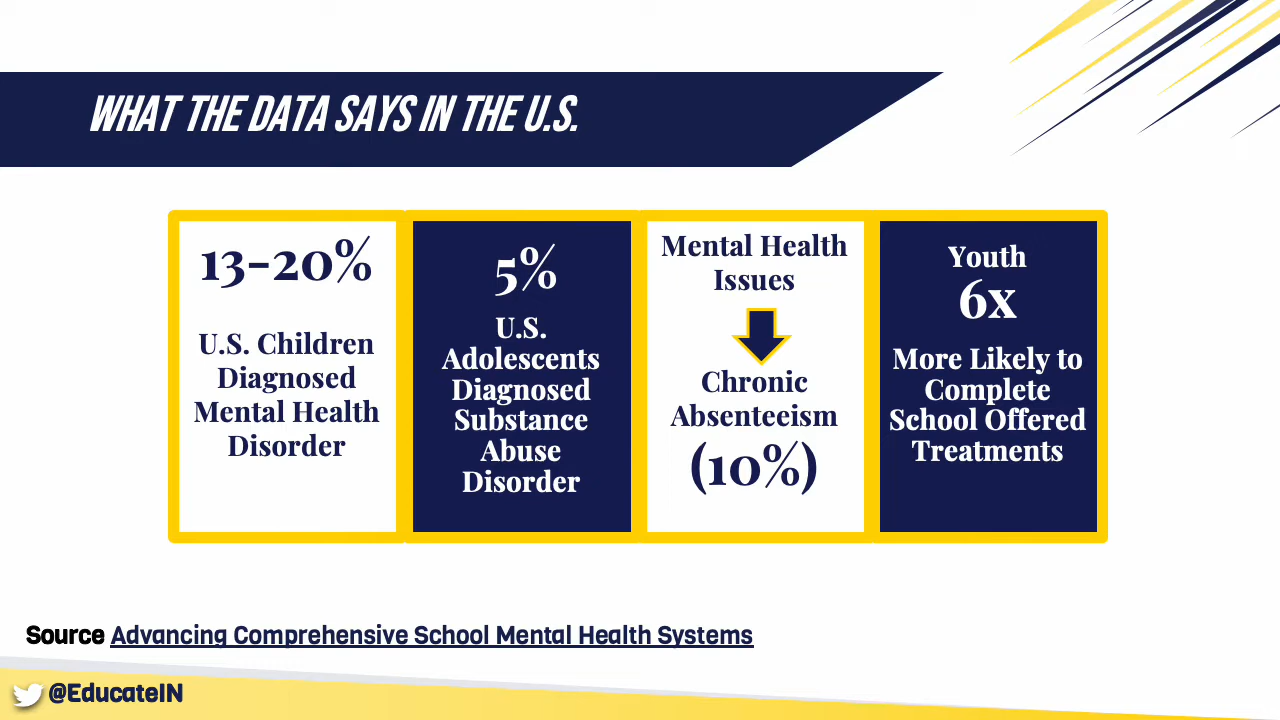 WHAT THE DATA SAYS IN THE U.S.
13-20%
U.S. Children
Diagnosed
Mental Health
Disorder
5%
U.S.
Adolescents
Diagnosed
Substance
Abuse
Disorder
Mental Health
Issues
Chronic
Absenteeism
(10%)
Youth
6x
More Likely to
Complete
School Offered
Treatments
Source Advancing Comprehensive School Mental Health Systems
@EducateIN